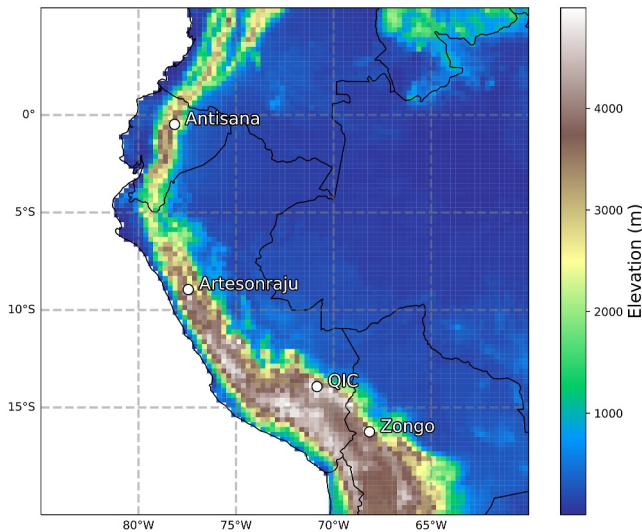 0°
Antisana
5°S
Artesonraju
10°S
QIC
15°S
Zongo
80°W
75°W
70°W
65°W
4000
3000
2000
1000
Elevation (m)